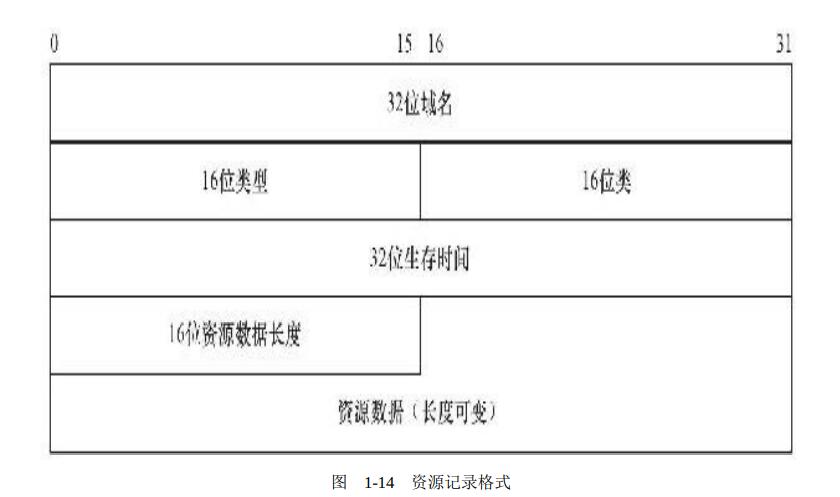 0 15 16 31
32位域名
16位类型 16位类
32位生存时间
16位资源数据长度
资源数据（长度可变）
图 1-14 资源记录格式